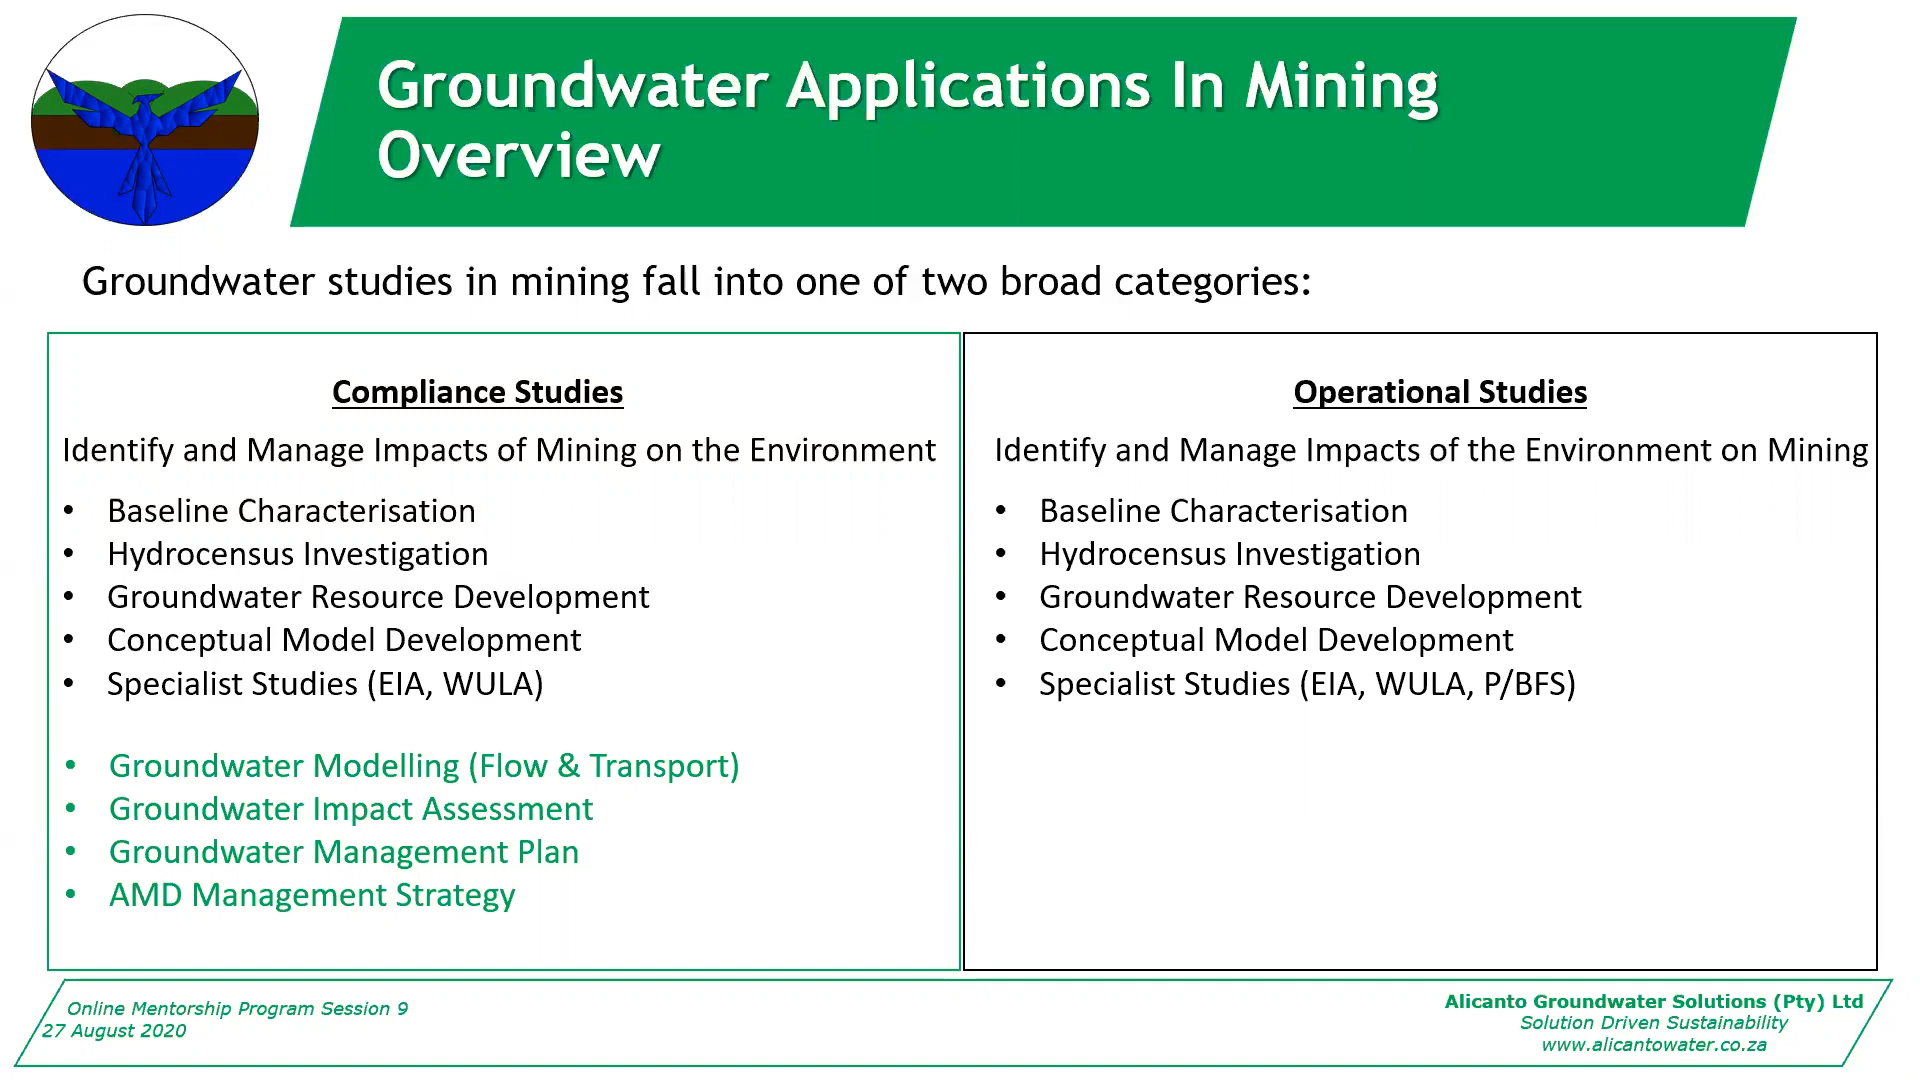 Groundwater Applications In Mining
Overview
Groundwater studies in mining fall into one of two broad categories:
Compliance Studies
Identify and Manage Impacts of Mining on the Environment
• Baseline Characterisation
• Hydrocensus Investigation
• Groundwater Resource Development
• Conceptual Model Development
• Specialist Studies (EIA, WULA)
• Groundwater Modelling (Flow & Transport)
• Groundwater Impact Assessment
• Groundwater Management Plan
• AMD Management Strategy
Operational Studies
Identify and Manage Impacts of the Environment on Mining
• Baseline Characterisation
• Hydrocensus Investigation
• Groundwater Resource Development
• Conceptual Model Development
• Specialist Studies (EIA, WULA, P/BFS)
Online Mentorship Program Session 9
27 August 2020
Alicanto Groundwater Solutions (Pty) Ltd
Solution Driven Sustainability
www.alicantowater.co.za